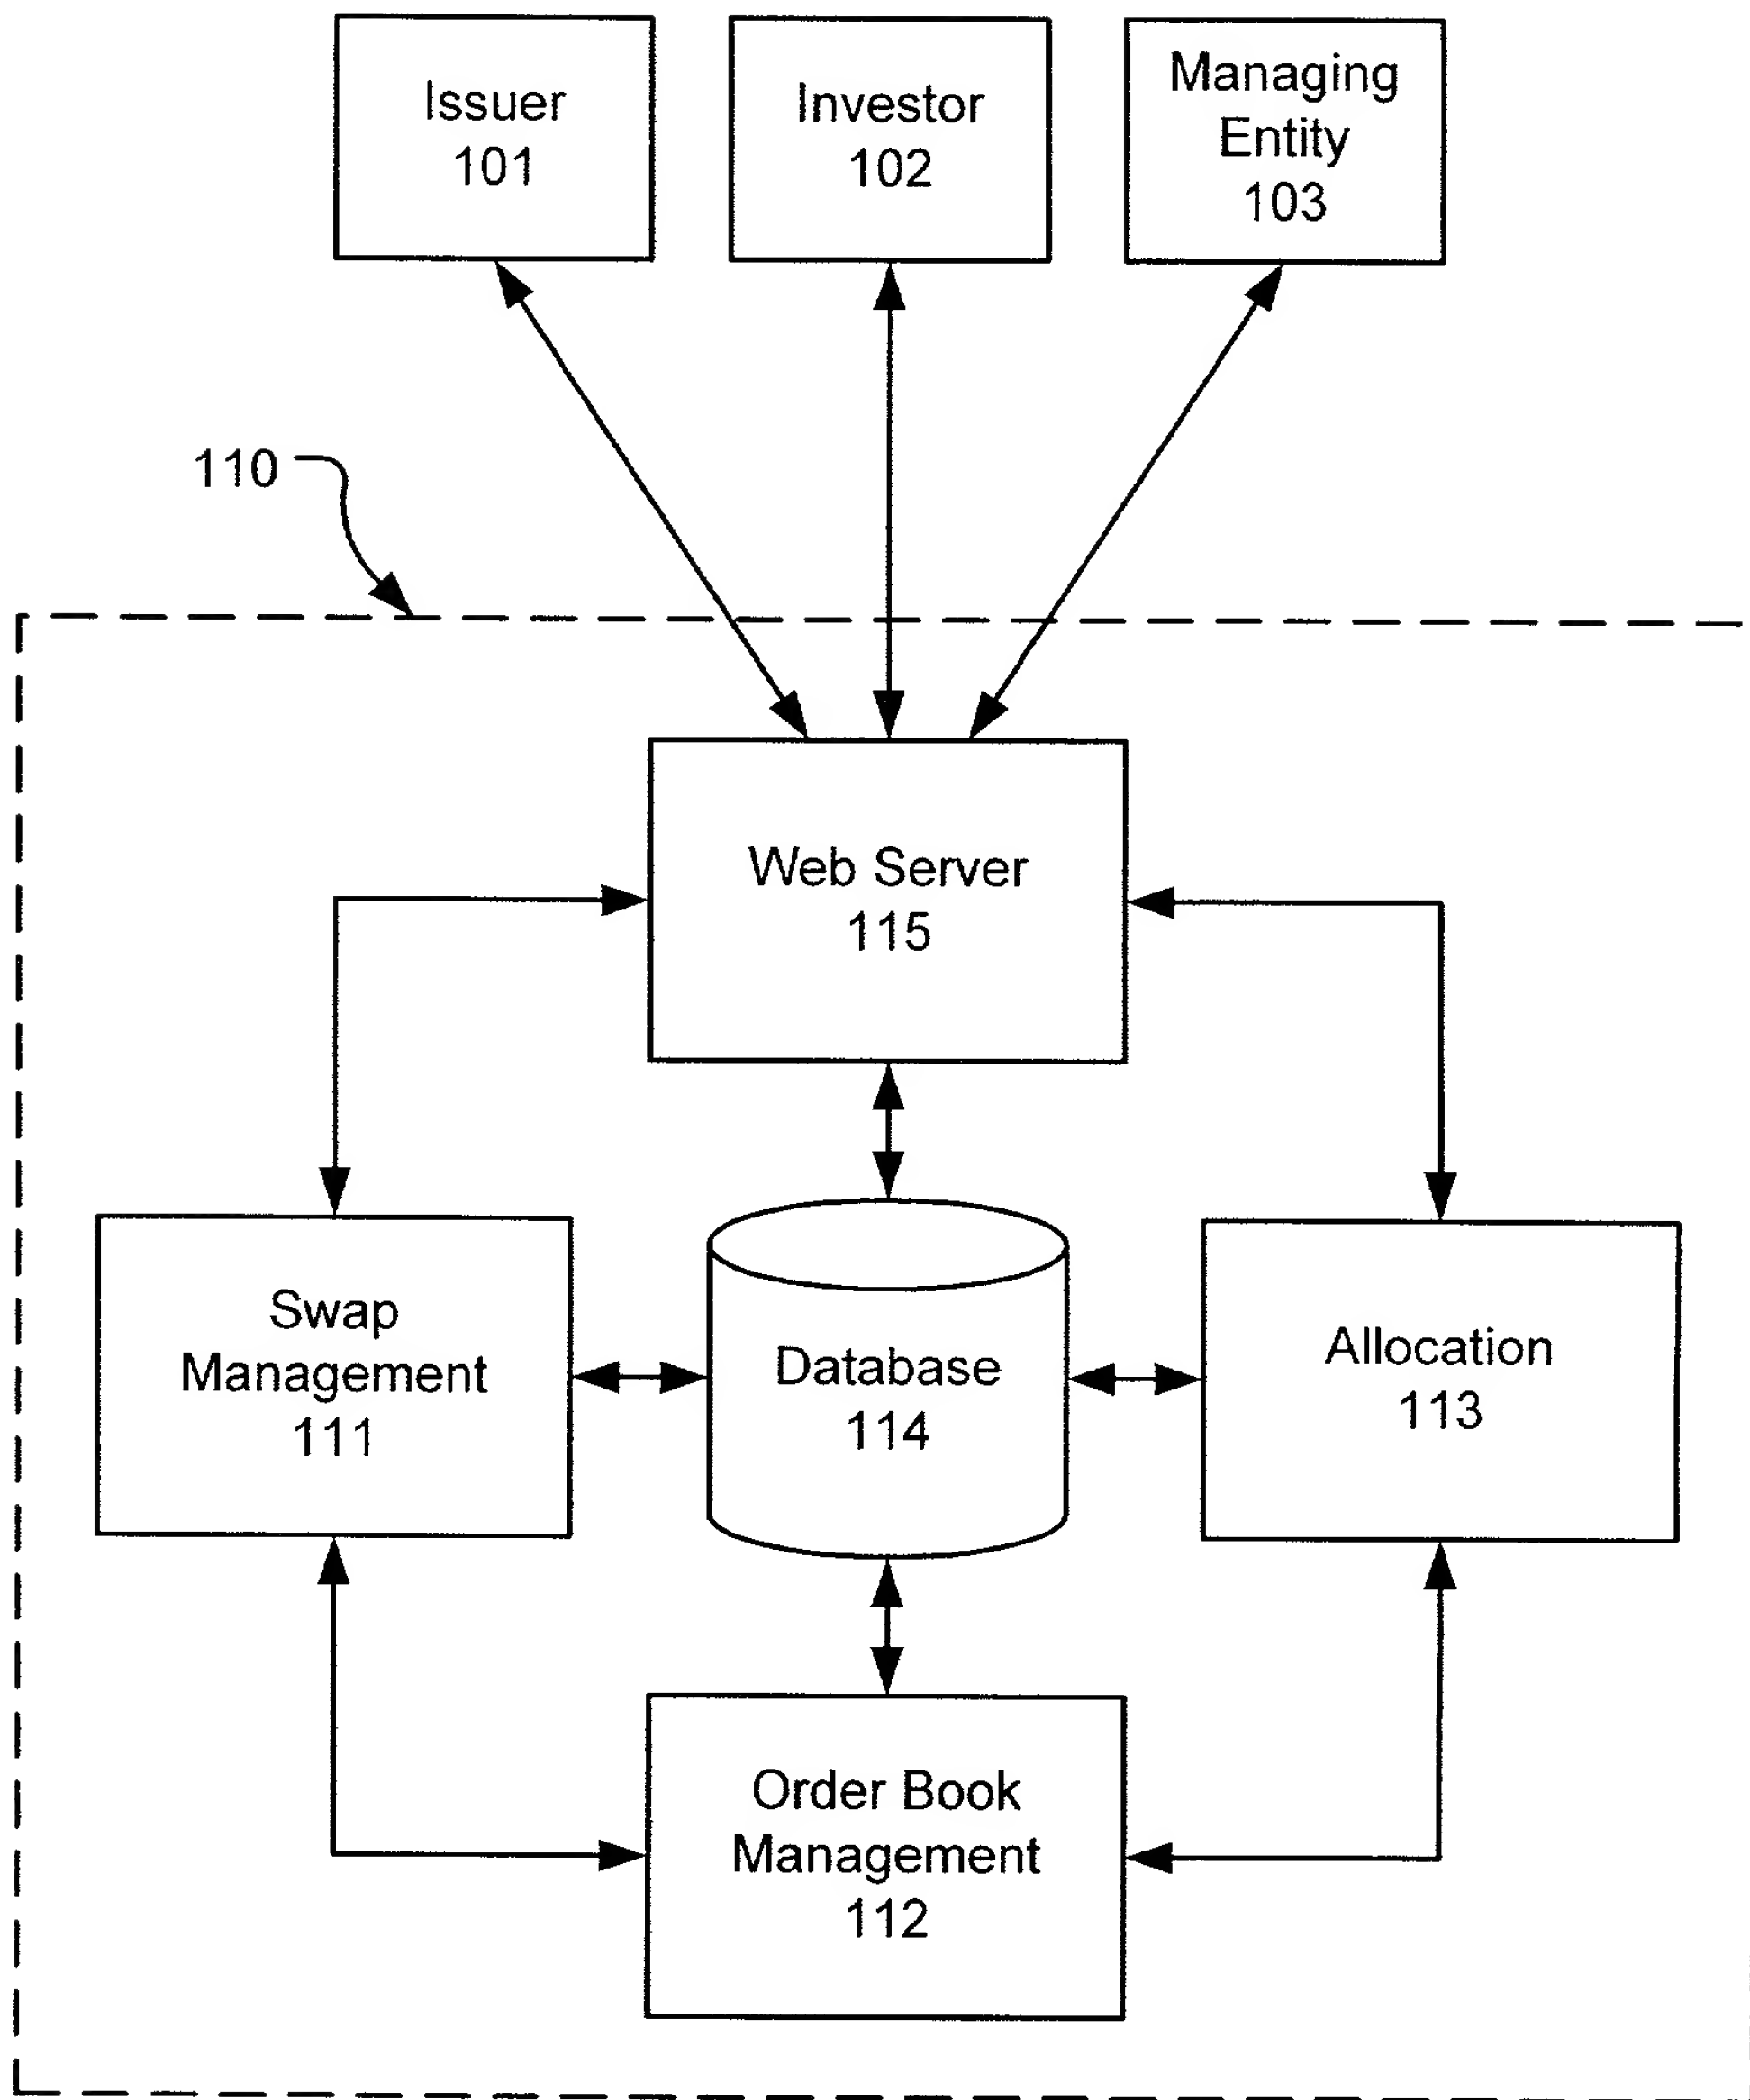 Issuer
101
Investor
102
Managing
Entity
103
110
Web Server
115
Swap
Management
111
Database
114
Allocation
113
Order Book
Management
112